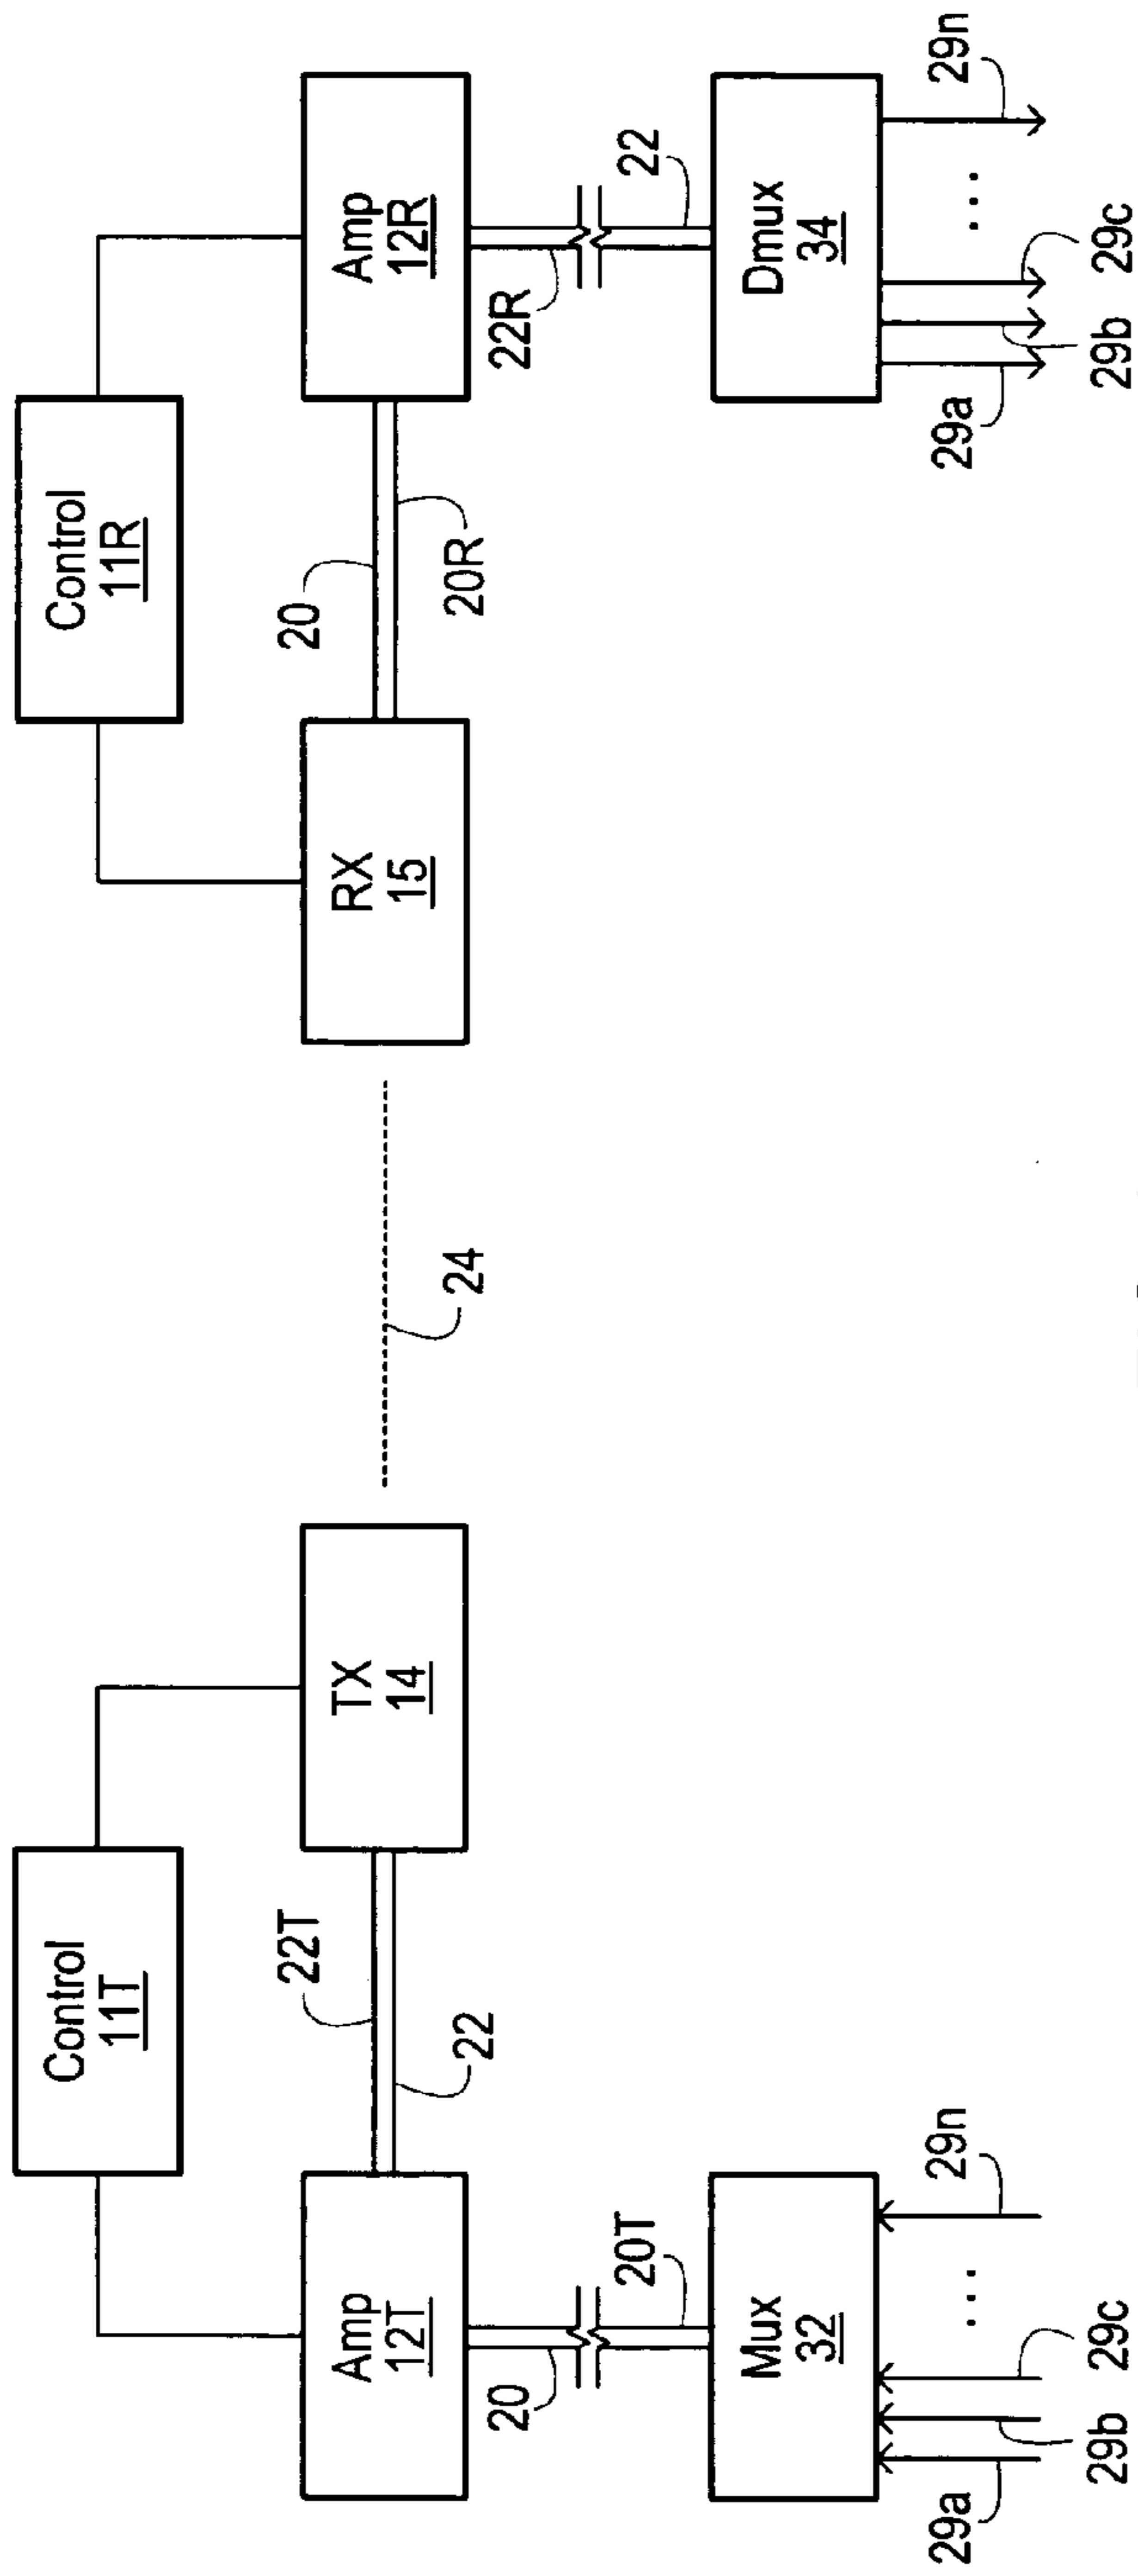 Control
11T
Control
11R
Amp
12T
22T
22
TX
14
24
RX
15
20
20R
Amp
12R
20
20T
22R
22
Mux
32
Dmux
34
29a
29b
29c
...
29n
29a
29b
29c
...
29n